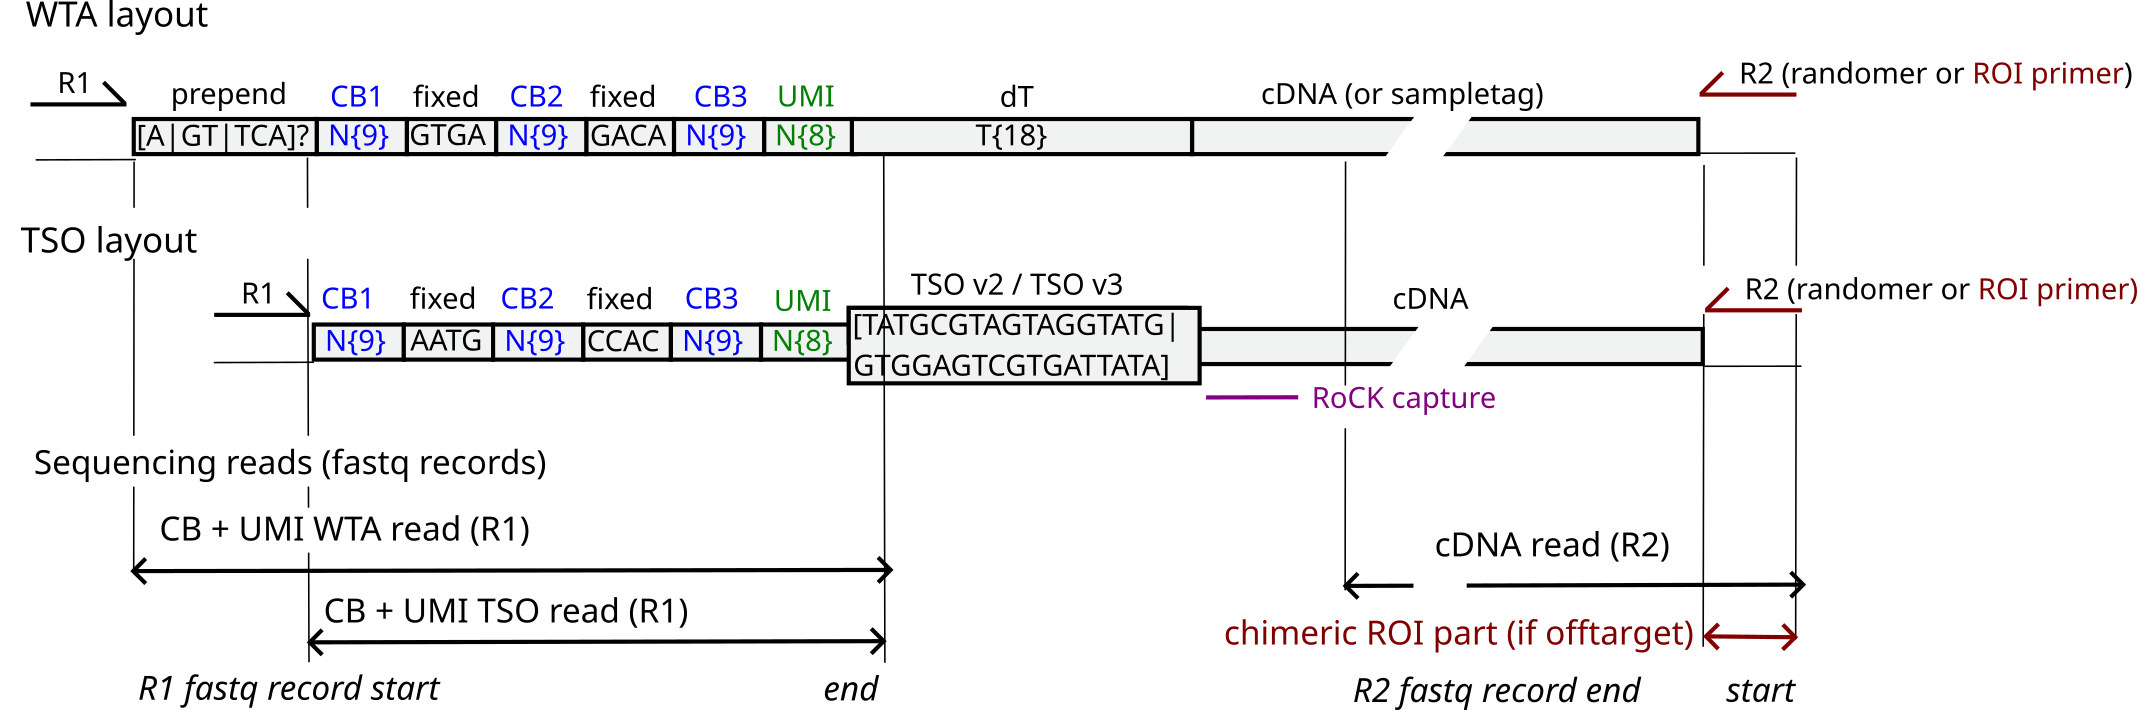 WTA layout
R1
prepend CB1 fixed CB2 fixed CB3 UMI dT cDNA (or sampletag) R2 (randomer or ROI primer)
[A|GT|TCA]? N{9} GTGA N{9} GACA N{9} N{8} T{18}
TSO layout
R1 CB1 fixed CB2 fixed CB3 UMI TSO v2 / TSO v3 cDNA R2 (randomer or ROI primer)
N{9} AATG N{9} CCAC N{9} N{8} [TATGCGTAGTAGGTATG|
GTGGAGTCGTGATTATA]
RoCK capture
Sequencing reads (fastq records)
CB + UMI WTA read (R1)
cDNA read (R2)
CB + UMI TSO read (R1)
chimeric ROI part (if offtarget)
R1 fastq record start end R2 fastq record end start